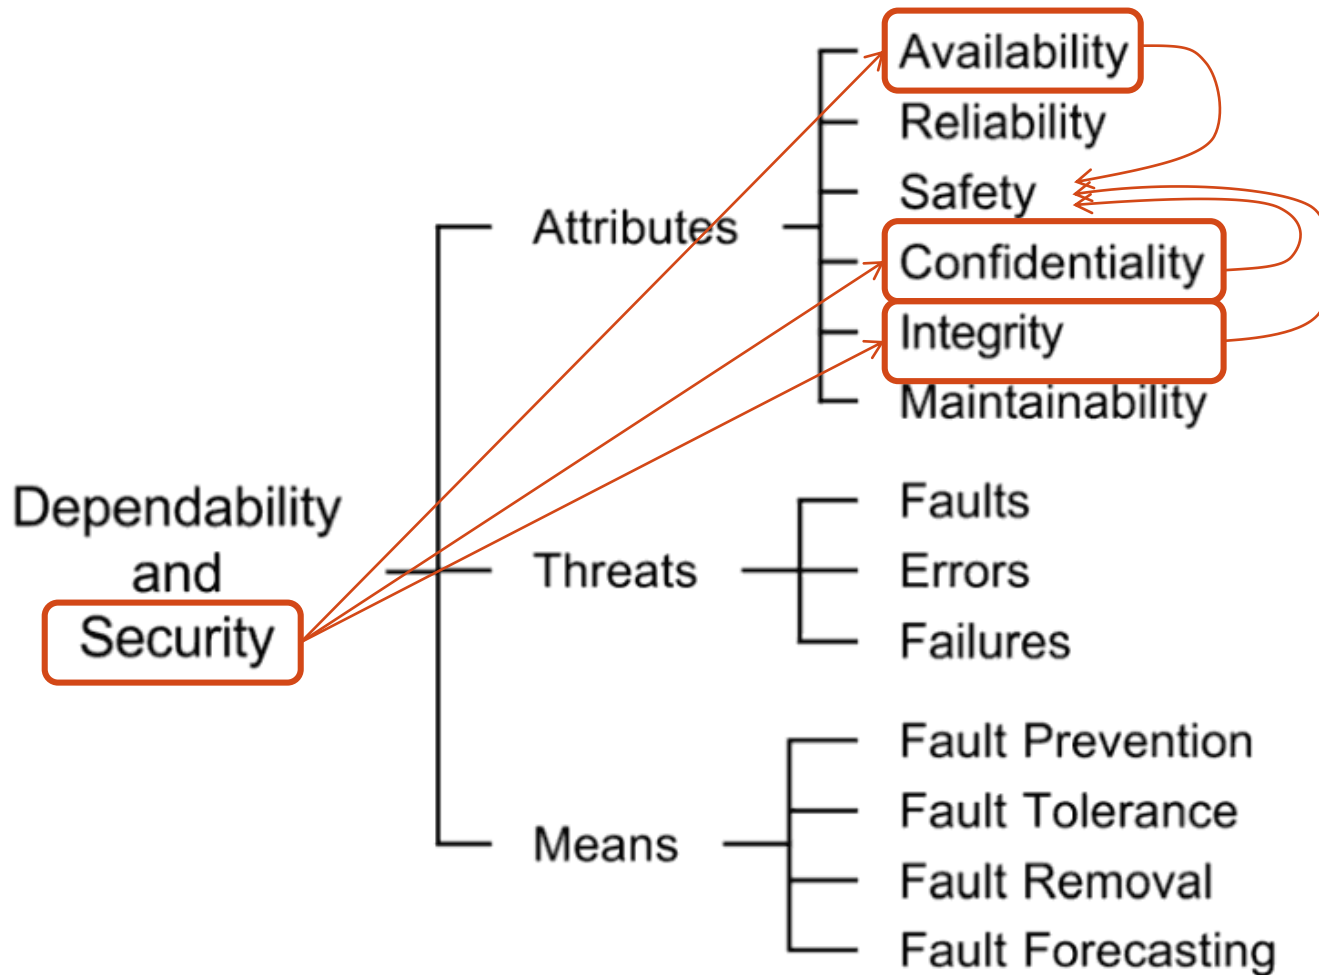 Dependability
and
Security
Attributes
Availability
Reliability
Safety
Confidentiality
Integrity
Maintainability
Threats
Faults
Errors
Failures
Means
Fault Prevention
Fault Tolerance
Fault Removal
Fault Forecasting